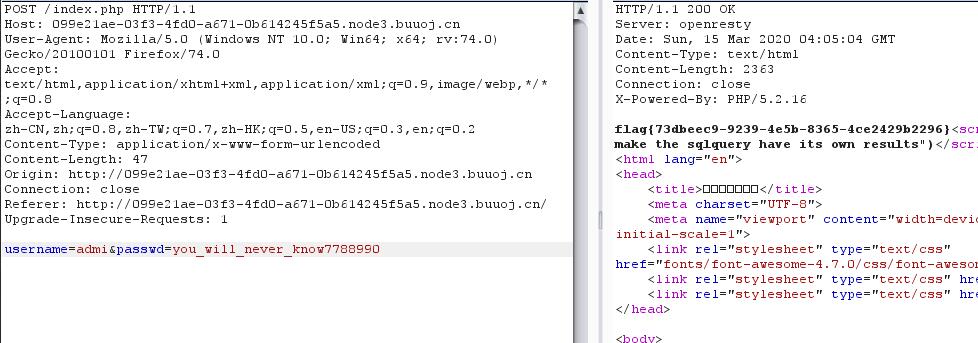 POST /index.php HTTP/1.1
Host: 099e21ae-03f3-4fd0-a671-0b614245f5a5.node3.buuoj.cn
User-Agent: Mozilla/5.0 (Windows NT 10.0; Win64; x64; rv:74.0)
Gecko/20100101 Firefox/74.0
Accept:
text/html,application/xhtml+xml,application/xml;q=0.9,image/webp,*/*
;q=0.8
Accept-Language:
zh-CN,zh;q=0.8,zh-TW;q=0.7,zh-HK;q=0.5,en-US;q=0.3,en;q=0.2
Content-Type: application/x-www-form-urlencoded
Content-Length: 47
Origin: http://099e21ae-03f3-4fd0-a671-0b614245f5a5.node3.buuoj.cn
Connection: close
Referer: http://099e21ae-03f3-4fd0-a671-0b614245f5a5.node3.buuoj.cn/
Upgrade-Insecure-Requests: 1
username=admi&passwd=you_will_never_know7788990
HTTP/1.1 200 OK
Server: openresty
Date: Sun, 15 Mar 2020 04:05:04 GMT
Content-Type: text/html
Content-Length: 2363
Connection: close
X-Powered-By: PHP/5.2.16
flag{73dbeec9-9239-4e5b-8365-4ce2429b2296}<scr
make the sqlquery have its own results")</scri
<html lang="en">
<head>
<title>□□□□□□□</title>
<meta charset="UTF-8">
<meta name="viewport" content="width=devic
initial-scale=1">
<link rel="stylesheet" type="text/css"
href="fonts/font-awesome-4.7.0/css/font-awesom
<link rel="stylesheet" type="text/css" hre
<link rel="stylesheet" type="text/css" hre
</head>
<body>